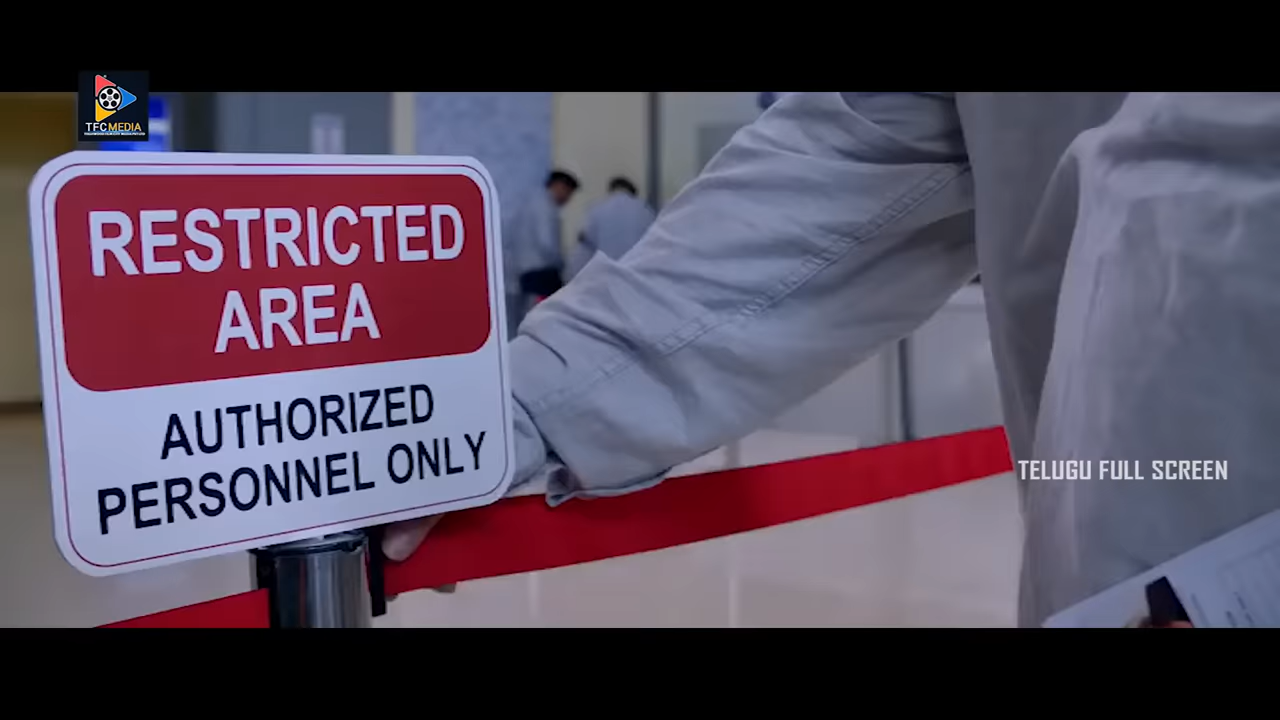 TFC MEDIA
RESTRICTED
AREA
AUTHORIZED
PERSONNEL ONLY
TELUGU FULL SCREEN